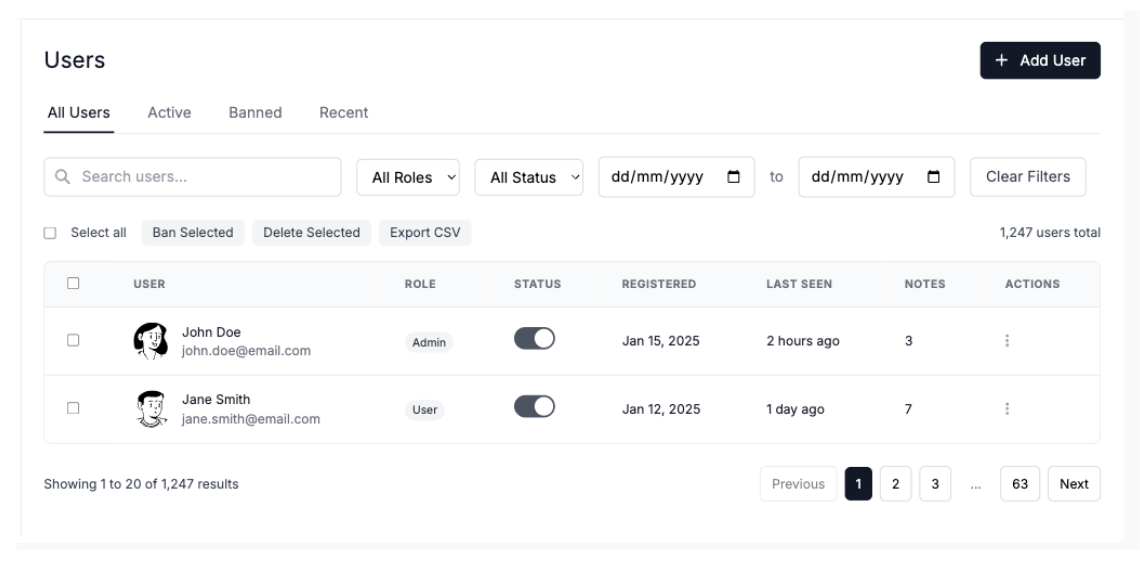 Users
+ Add User
All Users Active Banned Recent
Search users... All Roles All Status dd/mm/yyyy to dd/mm/yyyy Clear Filters
Select all Ban Selected Delete Selected Export CSV 1,247 users total
USER ROLE STATUS REGISTERED LAST SEEN NOTES ACTIONS
John Doe
john.doe@email.com Admin Jan 15, 2025 2 hours ago 3
Jane Smith
jane.smith@email.com User Jan 12, 2025 1 day ago 7
Showing 1 to 20 of 1,247 results Previous 1 2 3 ... 63 Next